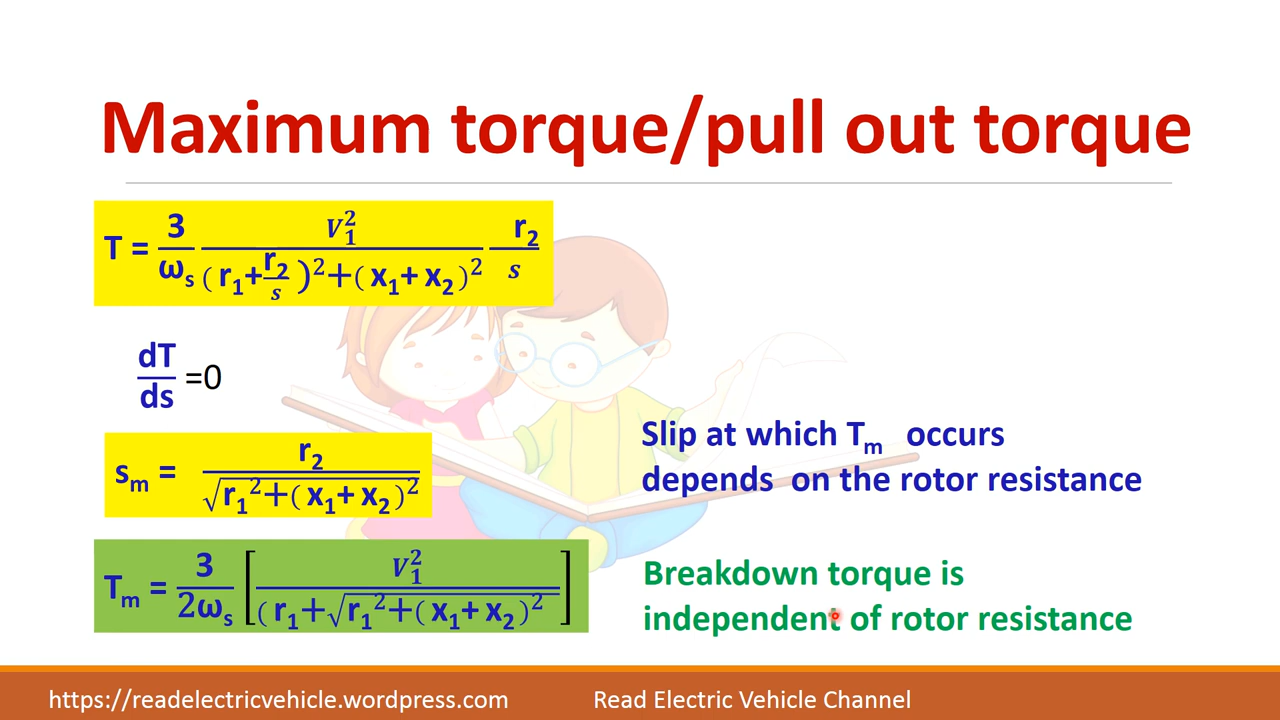 Maximum torque/pull out torque
T = 3/ωs V₁²/(r₁+r₂/s)²+(x₁+x₂)² r₂/s
dT/ds =0
sm = r₂/√r₁²+(x₁+x₂)²
Slip at which Tm occurs
depends on the rotor resistance
Tm = 3/2ωs [V₁²/(r₁+√r₁²+(x₁+x₂)²]
Breakdown torque is
independent of rotor resistance
https://readelectricvehicle.wordpress.com
Read Electric Vehicle Channel